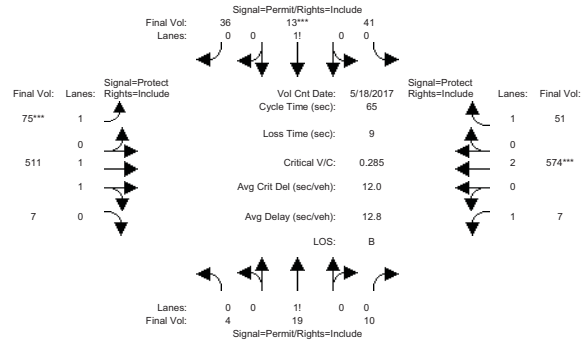 Signal=Permit/Rights=Include
Final Vol: 36 13*** 41
Lanes: 0 0 1! 0 0
Signal=Protect Signal=Protect
Final Vol: Lanes: Rights=Include Vol Cnt Date: 5/18/2017 Rights=Include Lanes: Final Vol:
Cycle Time (sec): 65
75*** 1 1 51
Loss Time (sec): 9
0 0
511 1 Critical V/C: 0.285 2 574***
1 Avg Crit Del (sec/veh): 12.0 0
7 0 Avg Delay (sec/veh): 12.8 1 7
LOS: B
Lanes: 0 0 1! 0 0
Final Vol: 4 19 10
Signal=Permit/Rights=Include